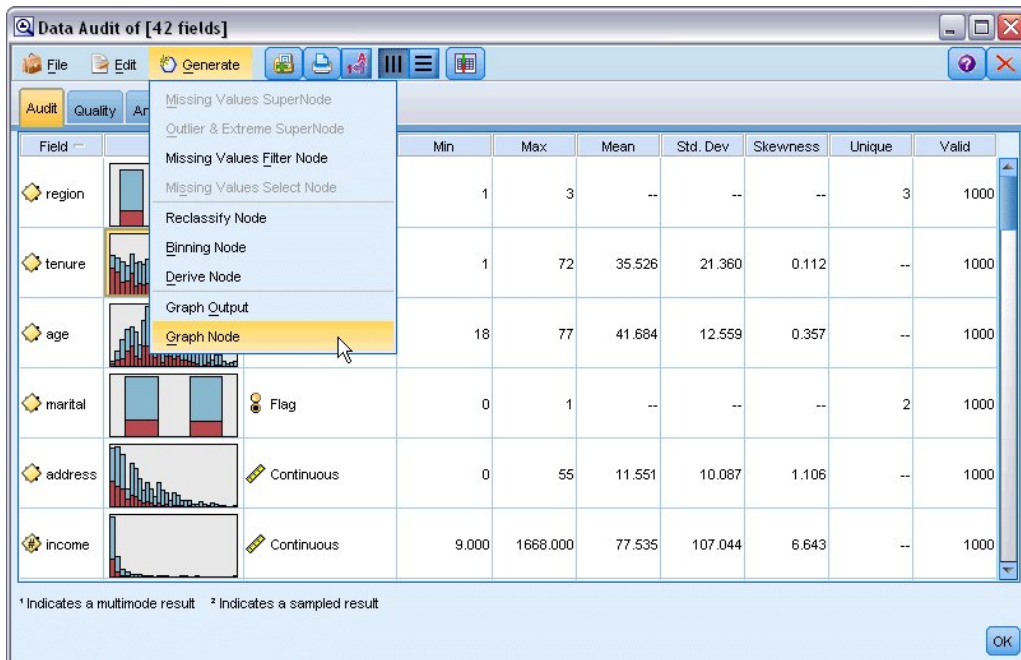 Data Audit of [42 fields]
File Edit Generate
Audit Quality An
Missing Values SuperNode
Outlier & Extreme SuperNode
Missing Values Filter Node
Missing Values Select Node
Reclassify Node
Binning Node
Derive Node
Graph Output
Graph Node
Field Min Max Mean Std. Dev Skewness Unique Valid
region 1 3 -- -- -- 3 1000
tenure 1 72 35.526 21.360 0.112 -- 1000
age 18 77 41.684 12.559 0.357 -- 1000
marital Flag 0 1 -- -- -- 2 1000
address Continuous 0 55 11.551 10.087 1.106 -- 1000
income Continuous 9.000 1668.000 77.535 107.044 6.643 -- 1000
¹ Indicates a multimode result ² Indicates a sampled result
OK